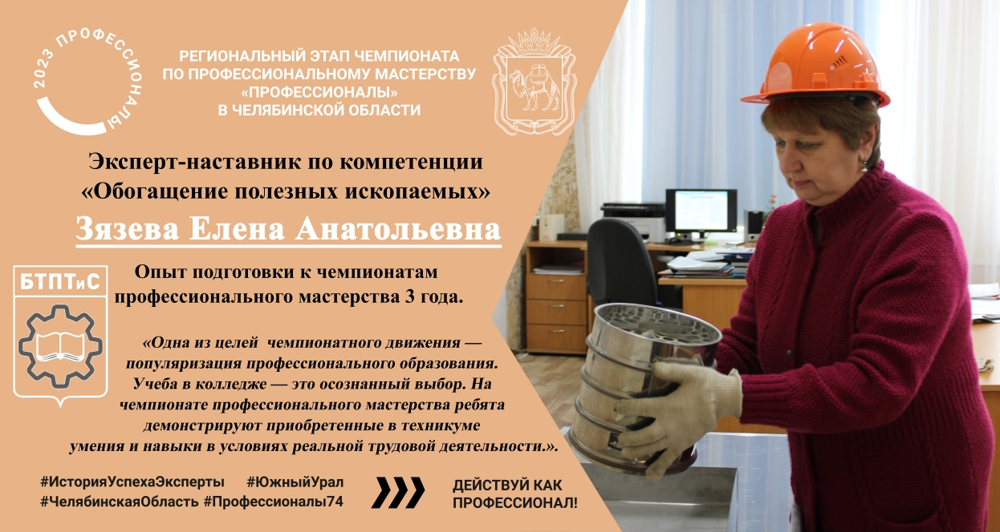 2023 ПРОФЕССИОНАЛЫ
РЕГИОНАЛЬНЫЙ ЭТАП ЧЕМПИОНАТА
ПО ПРОФЕССИОНАЛЬНОМУ МАСТЕРСТВУ
«ПРОФЕССИОНАЛЫ»
В ЧЕЛЯБИНСКОЙ ОБЛАСТИ
Эксперт-наставник по компетенции
«Обогащение полезных ископаемых»
Зязева Елена Анатольевна
БТПТиС
Опыт подготовки к чемпионатам
профессионального мастерства 3 года.
«Одна из целей  чемпионатного движения —
популяризация профессионального образования.
Учеба в колледже — это осознанный выбор. На
чемпионате профессионального мастерства ребята
демонстрируют приобретенные в техникуме
умения и навыки в условиях реальной трудовой деятельности.».
#ИсторияУспехаЭксперты #ЮжныйУрал
#ЧелябинскаяОбласть #Профессионалы74
ДЕЙСТВУЙ КАК
ПРОФЕССИОНАЛ!